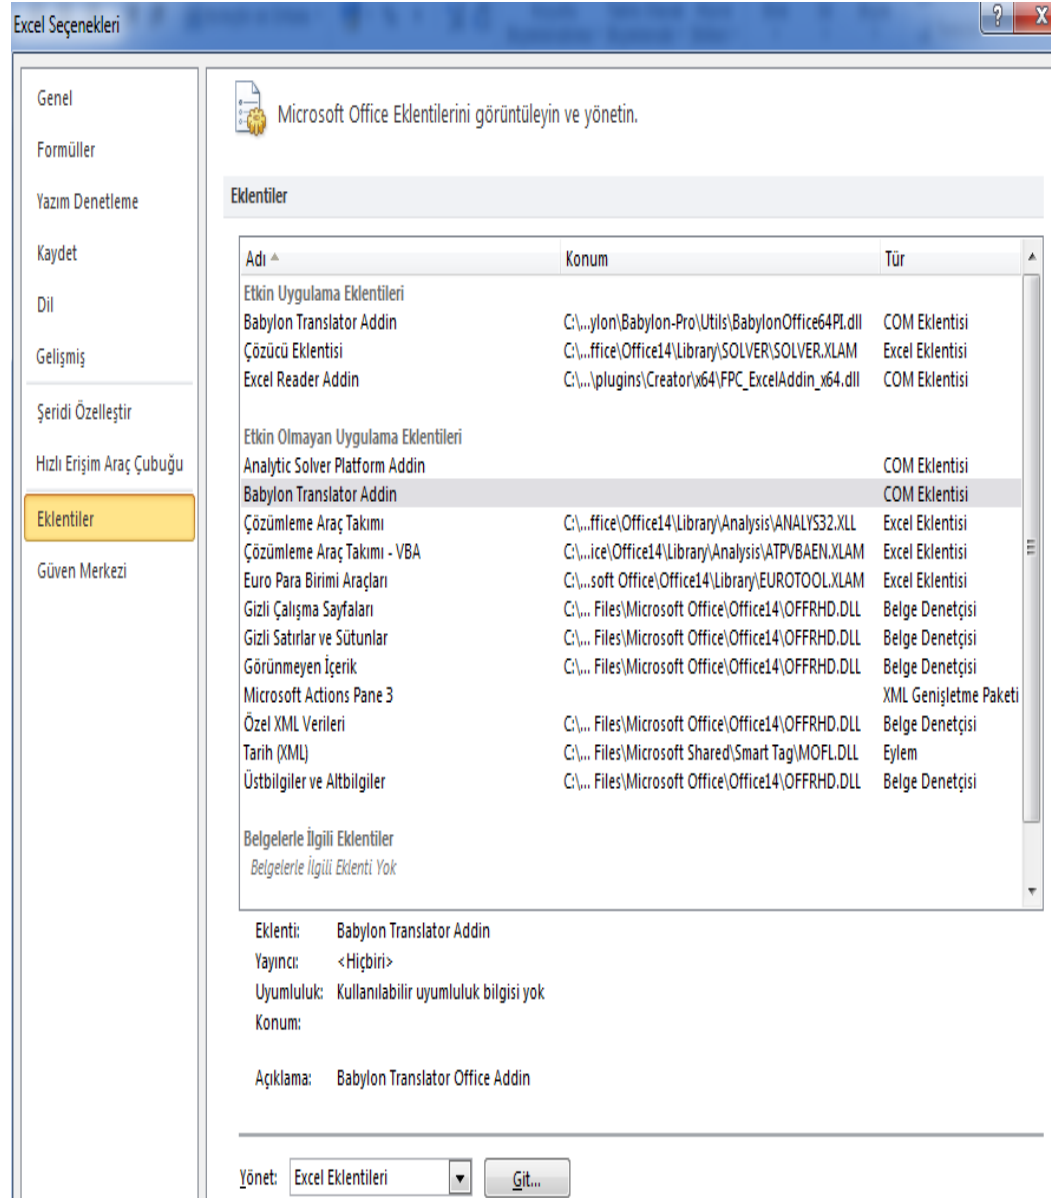 Excel Seçenekleri
Genel
Formüller
Yazım Denetleme
Kaydet
Dil
Gelişmiş
Şeridi Özelleştir
Hızlı Erişim Araç Çubuğu
Eklentiler
Güven Merkezi
Microsoft Office Eklentilerini görüntüleyin ve yönetin.
Eklentiler
Adı Konum Tür
Etkin Uygulama Eklentileri
Babylon Translator Addin C:\...ylon\Babylon-Pro\Utils\BabylonOffice64PI.dll COM Eklentisi
Çözücü Eklentisi C:\...ffice\Office14\Library\SOLVER\SOLVER.XLAM Excel Eklentisi
Excel Reader Addin C:\...\plugins\Creator\x64\FPC_ExcelAddin_x64.dll COM Eklentisi
Etkin Olmayan Uygulama Eklentileri
Analytic Solver Platform Addin COM Eklentisi
Babylon Translator Addin COM Eklentisi
Çözümleme Araç Takımı C:\...ffice\Office14\Library\Analysis\ANALYS32.XLL Excel Eklentisi
Çözümleme Araç Takımı - VBA C:\...ice\Office14\Library\Analysis\ATPVBAEN.XLAM Excel Eklentisi
Euro Para Birimi Araçları C:\...soft Office\Office14\Library\EUROTOOL.XLAM Excel Eklentisi
Gizli Çalışma Sayfaları C:\... Files\Microsoft Office\Office14\OFFRHD.DLL Belge Denetçisi
Gizli Satırlar ve Sütunlar C:\... Files\Microsoft Office\Office14\OFFRHD.DLL Belge Denetçisi
Görünmeyen İçerik C:\... Files\Microsoft Office\Office14\OFFRHD.DLL Belge Denetçisi
Microsoft Actions Pane 3 XML Genişletme Paketi
Özel XML Verileri C:\... Files\Microsoft Office\Office14\OFFRHD.DLL Belge Denetçisi
Tarih (XML) C:\... Files\Microsoft Shared\Smart Tag\MOFL.DLL Eylem
Üstbilgiler ve Altbilgiler C:\... Files\Microsoft Office\Office14\OFFRHD.DLL Belge Denetçisi
Belgelerle İlgili Eklentiler
Belgelerle İlgili Eklenti Yok
Eklenti: Babylon Translator Addin
Yayıncı: <Hiçbiri>
Uyumluluk: Kullanılabilir uyumluluk bilgisi yok
Konum:
Açıklama: Babylon Translator Office Addin
Yönet: Excel Eklentileri Git...